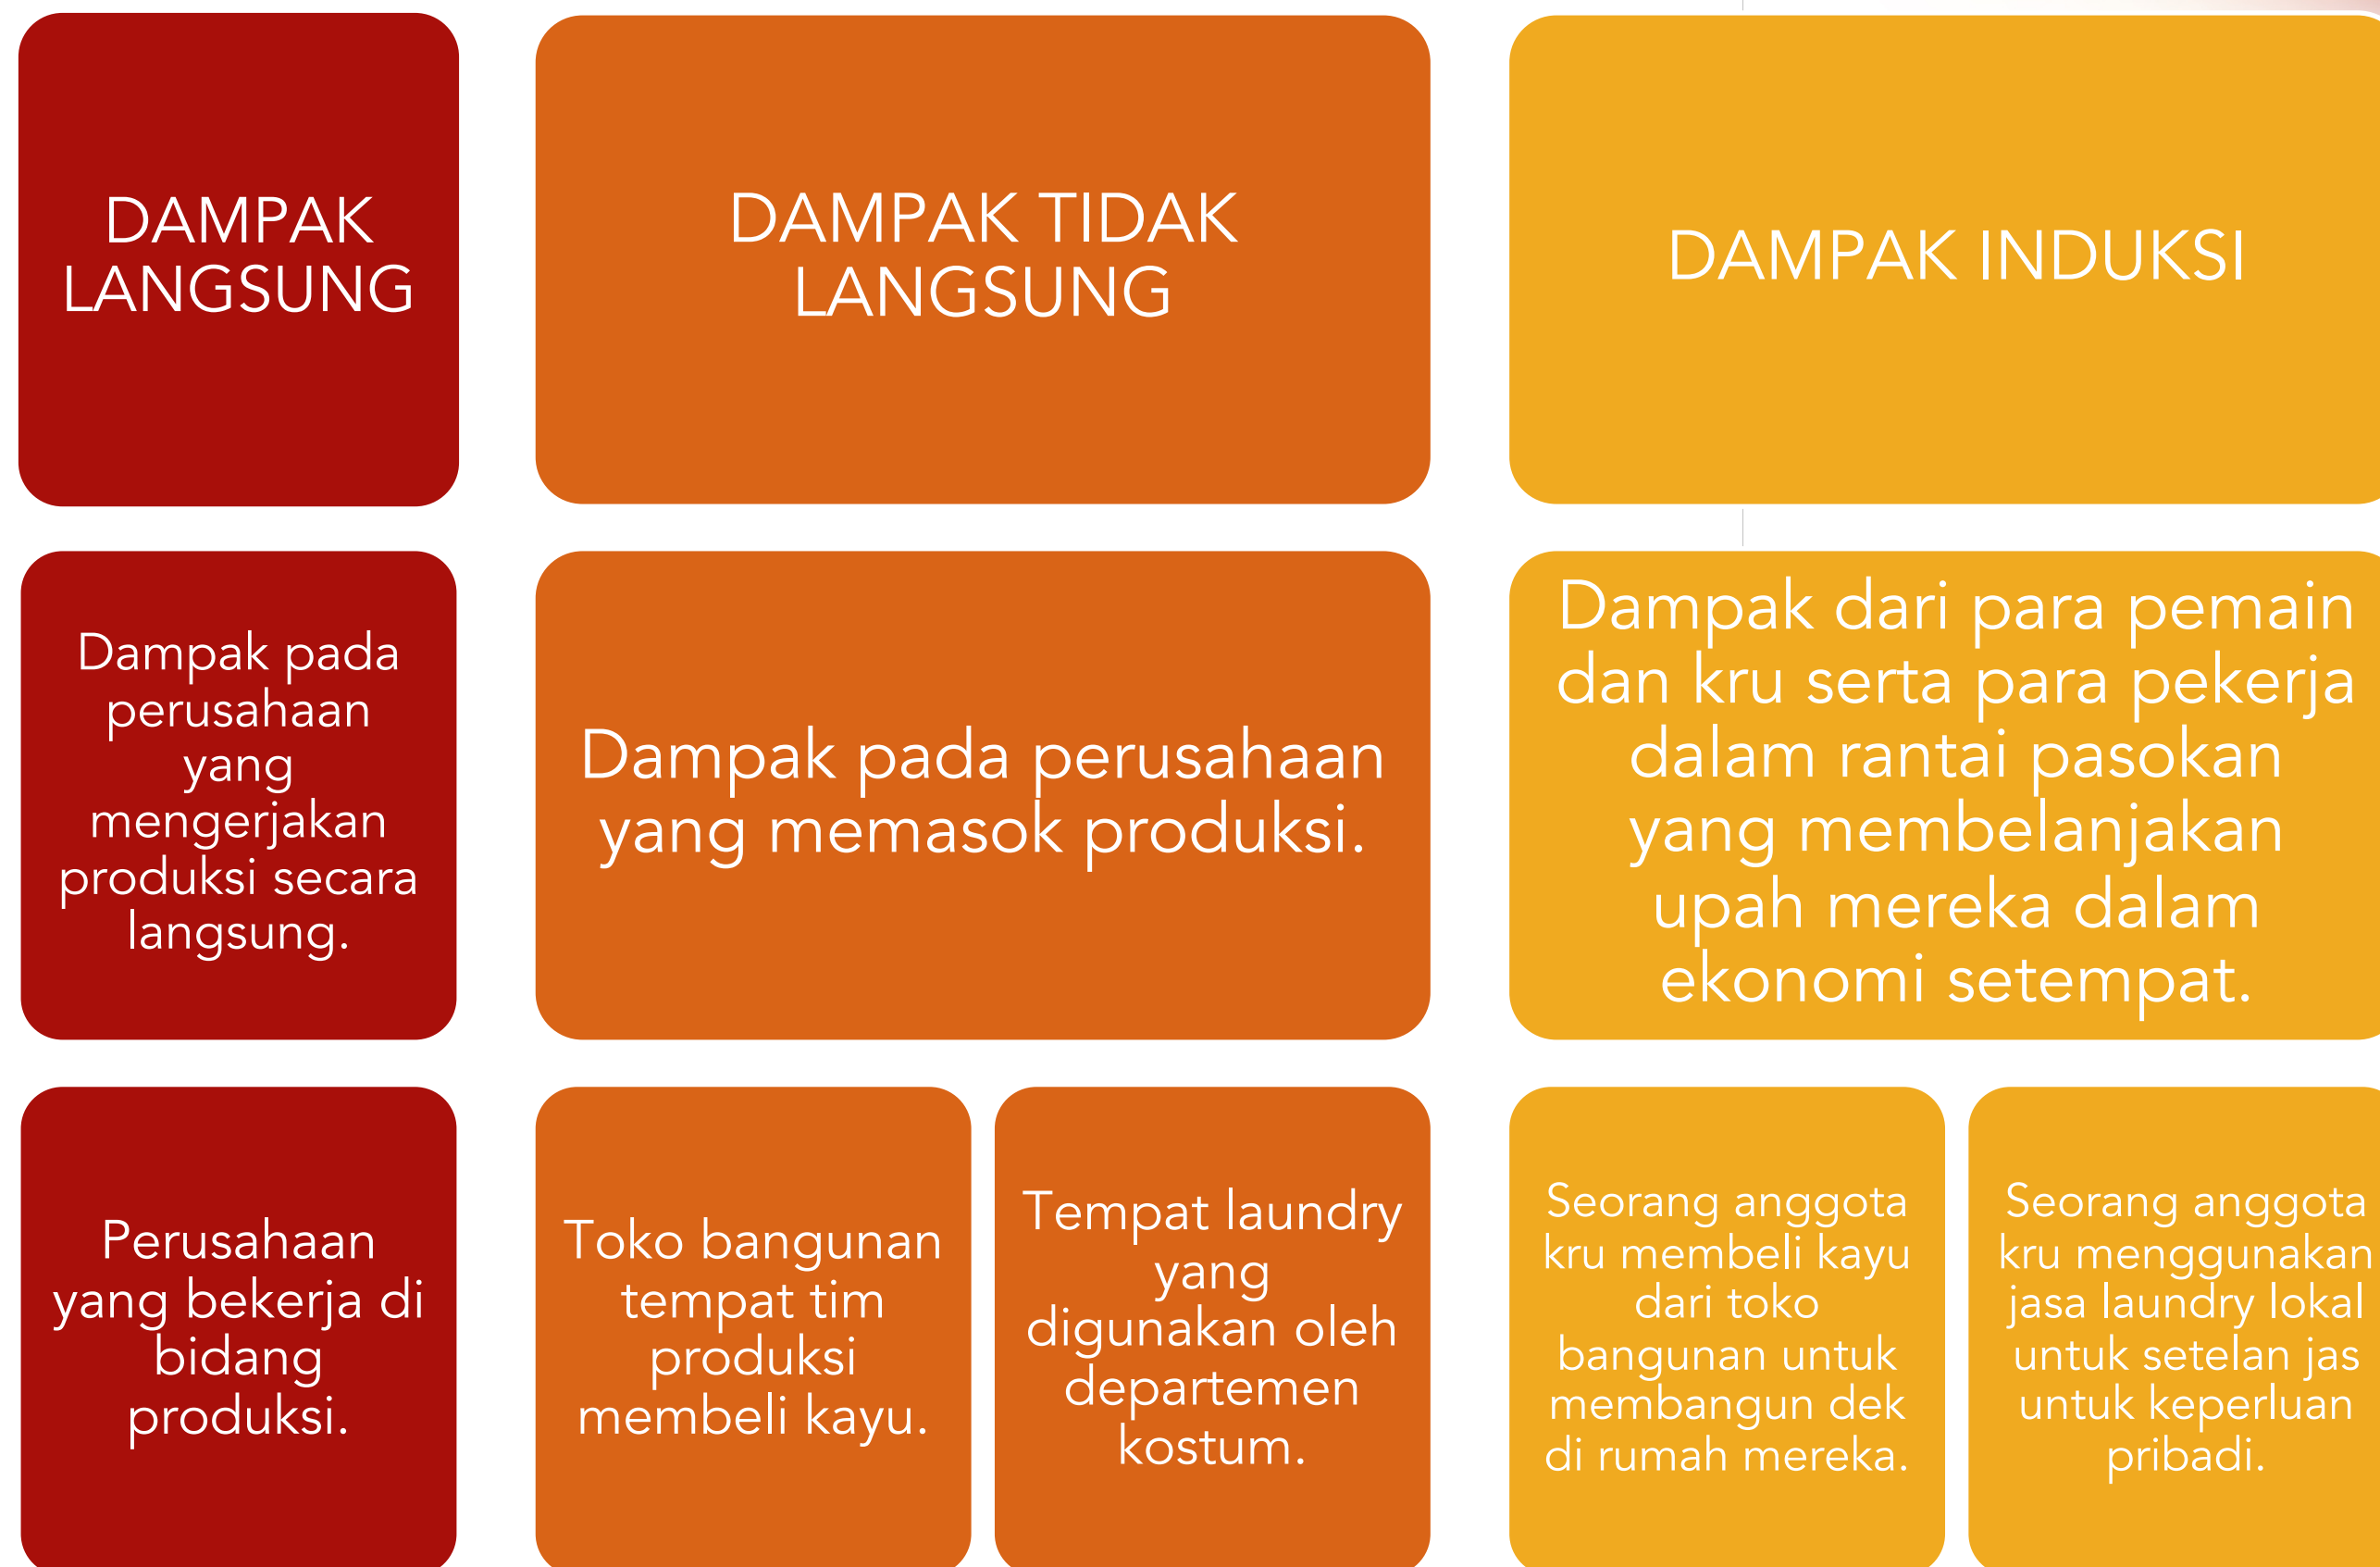 DAMPAK
LANGSUNG
DAMPAK TIDAK
LANGSUNG
DAMPAK INDUKSI
Dampak pada
perusahaan
yang
mengerjakan
produksi secara
langsung.
Dampak pada perusahaan
yang memasok produksi.
Dampak dari para pemain
dan kru serta para pekerja
dalam rantai pasokan
yang membelanjakan
upah mereka dalam
ekonomi setempat.
Perusahaan
yang bekerja di
bidang
produksi.
Toko bangunan
tempat tim
produksi
membeli kayu.
Tempat laundry
yang
digunakan oleh
departemen
kostum.
Seorang anggota
kru membeli kayu
dari toko
bangunan untuk
membangun dek
di rumah mereka.
Seorang anggota
kru menggunakan
jasa laundry lokal
untuk setelan jas
untuk keperluan
pribadi.